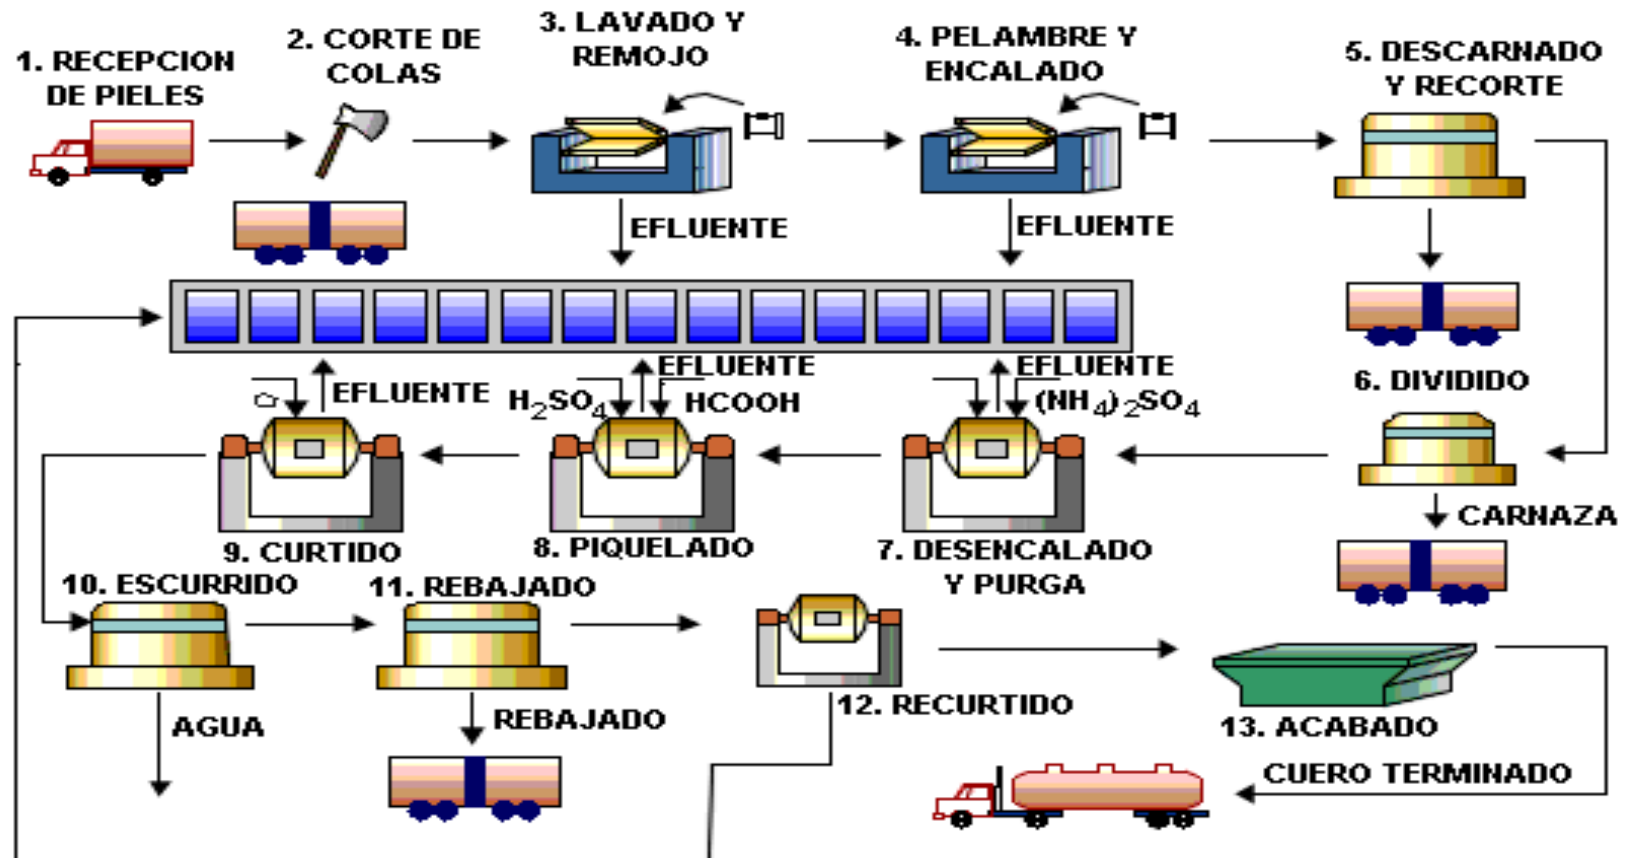 1. RECEPCION
DE PIELES
2. CORTE DE
COLAS
3. LAVADO Y
REMOJO
4. PELAMBRE Y
ENCALADO
5. DESCARNADO
Y RECORTE
EFLUENTE
EFLUENTE
EFLUENTE
EFLUENTE
EFLUENTE
H2SO4
HCOOH
(NH4)2SO4
6. DIVIDIDO
CARNAZA
7. DESENCALADO
Y PURGA
8. PIQUELADO
9. CURTIDO
10. ESCURRIDO
11. REBAJADO
AGUA
REBAJADO
12. RECURTIDO
13. ACABADO
CUERO TERMINADO